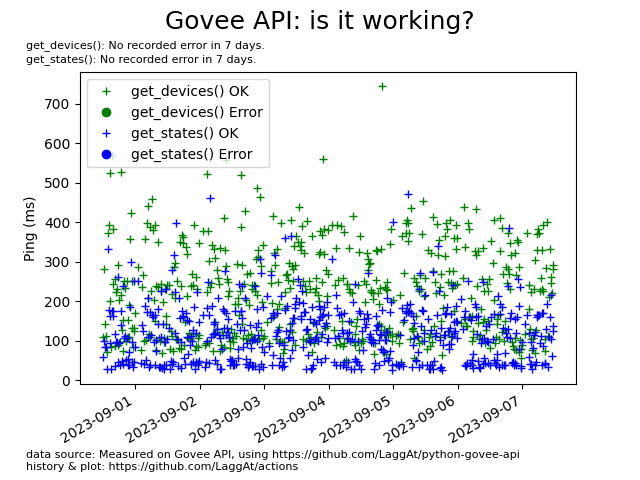 Govee API: is it working?
get_devices(): No recorded error in 7 days.
get_states(): No recorded error in 7 days.
get_devices() OK
get_devices() Error
get_states() OK
get_states() Error
Ping (ms)
700
600
500
400
300
200
100
0
2023-09-01
2023-09-02
2023-09-03
2023-09-04
2023-09-05
2023-09-06
2023-09-07
data source: Measured on Govee API, using https://github.com/LaggAt/python-govee-api
history & plot: https://github.com/LaggAt/actions